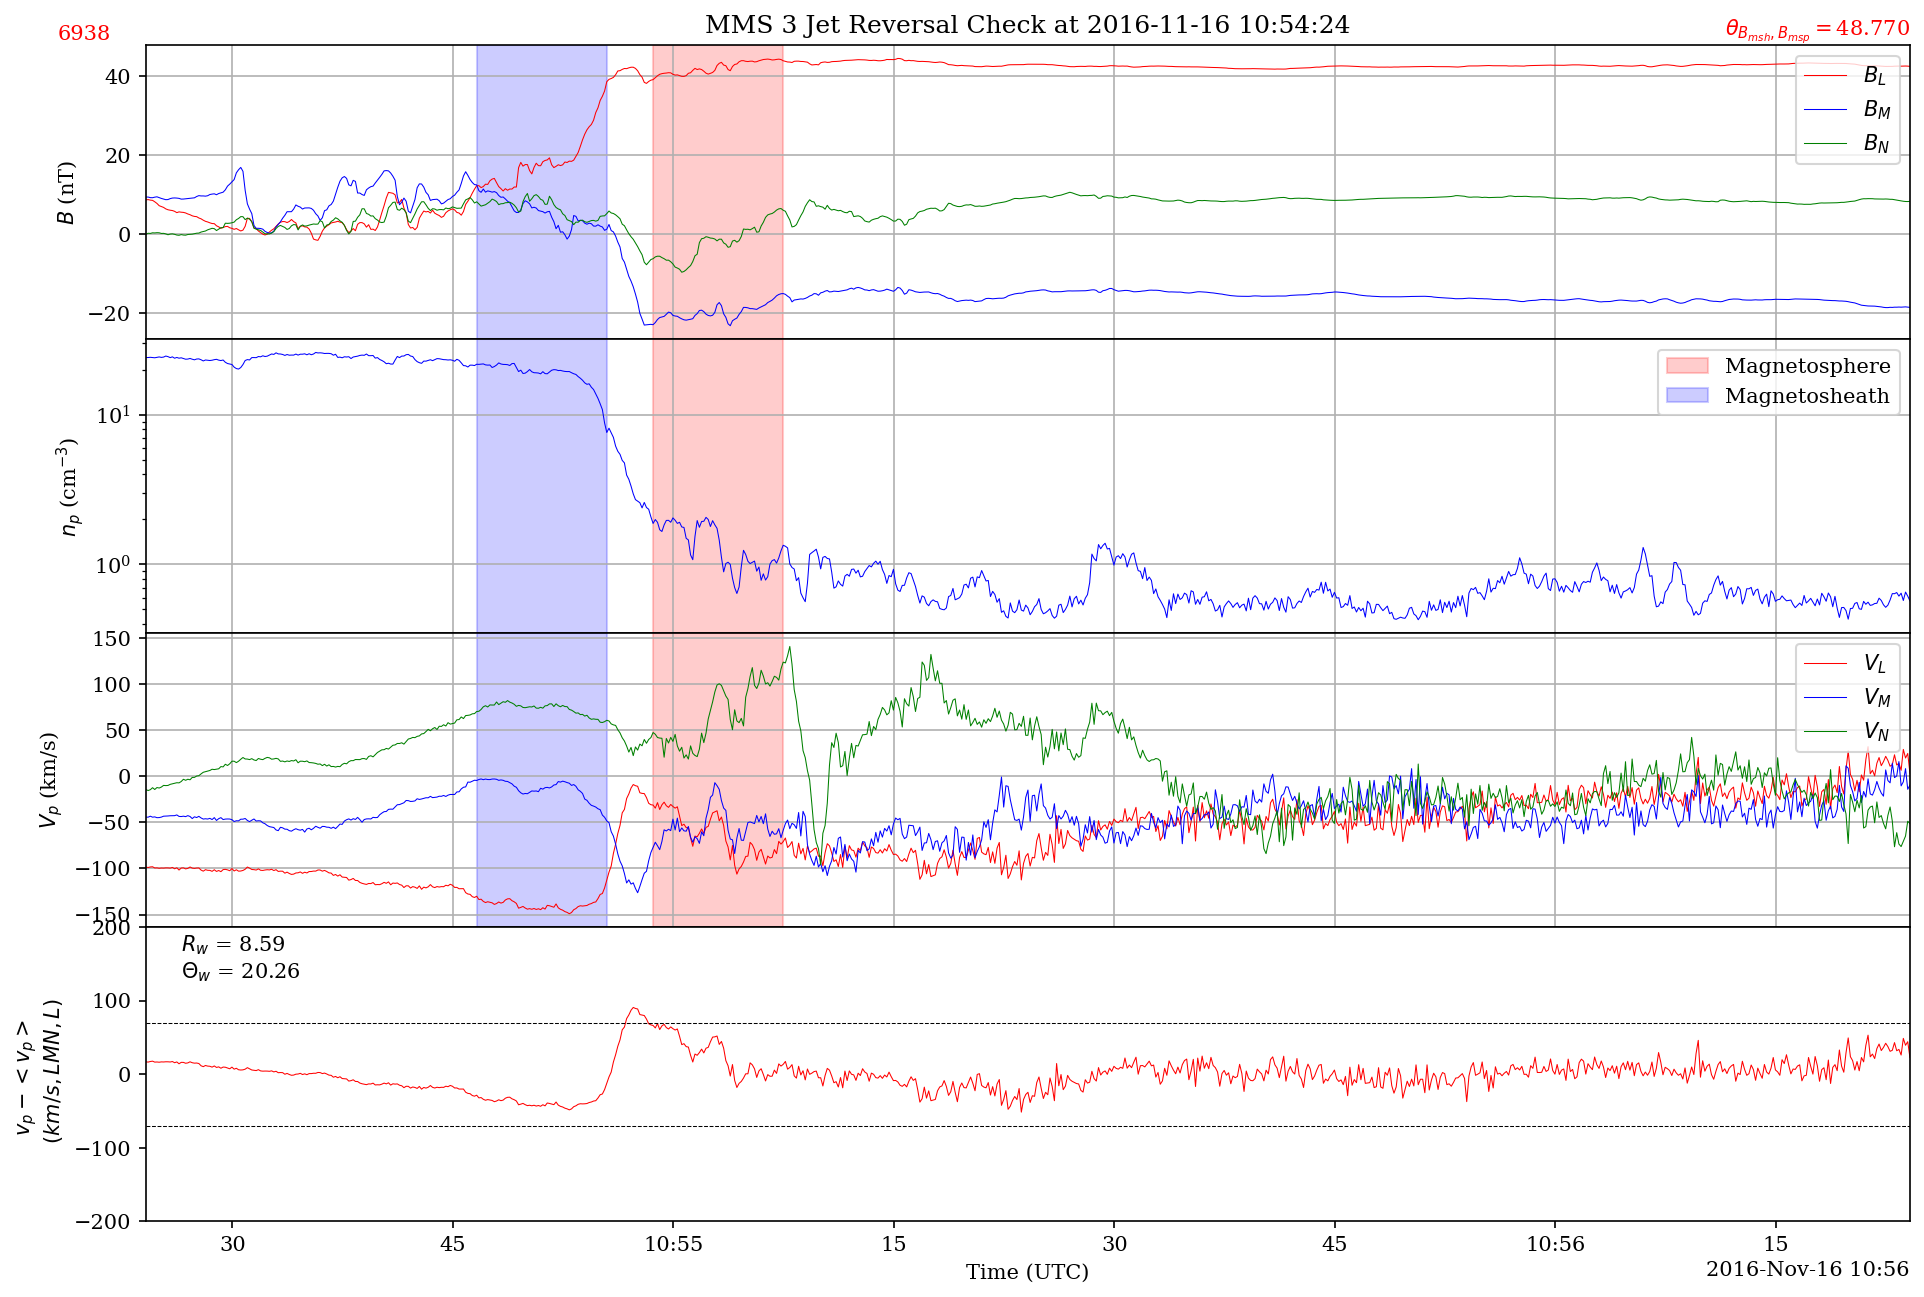 6938
MMS 3 Jet Reversal Check at 2016-11-16 10:54:24
θ_{B_{msh}, B_{msp}} = 48.770
40
20
0
−20
B (nT)
B_L
B_M
B_N
10^1
10^0
n_p (cm^{−3})
Magnetosphere
Magnetosheath
150
100
50
0
−50
−100
−150
V_p (km/s)
V_L
V_M
V_N
200
100
0
−100
−200
v_p − < v_p >
(km/s, LMN, L)
R_w = 8.59
Θ_w = 20.26
30 45 10:55 15 30 45 10:56 15
Time (UTC)
2016-Nov-16 10:56